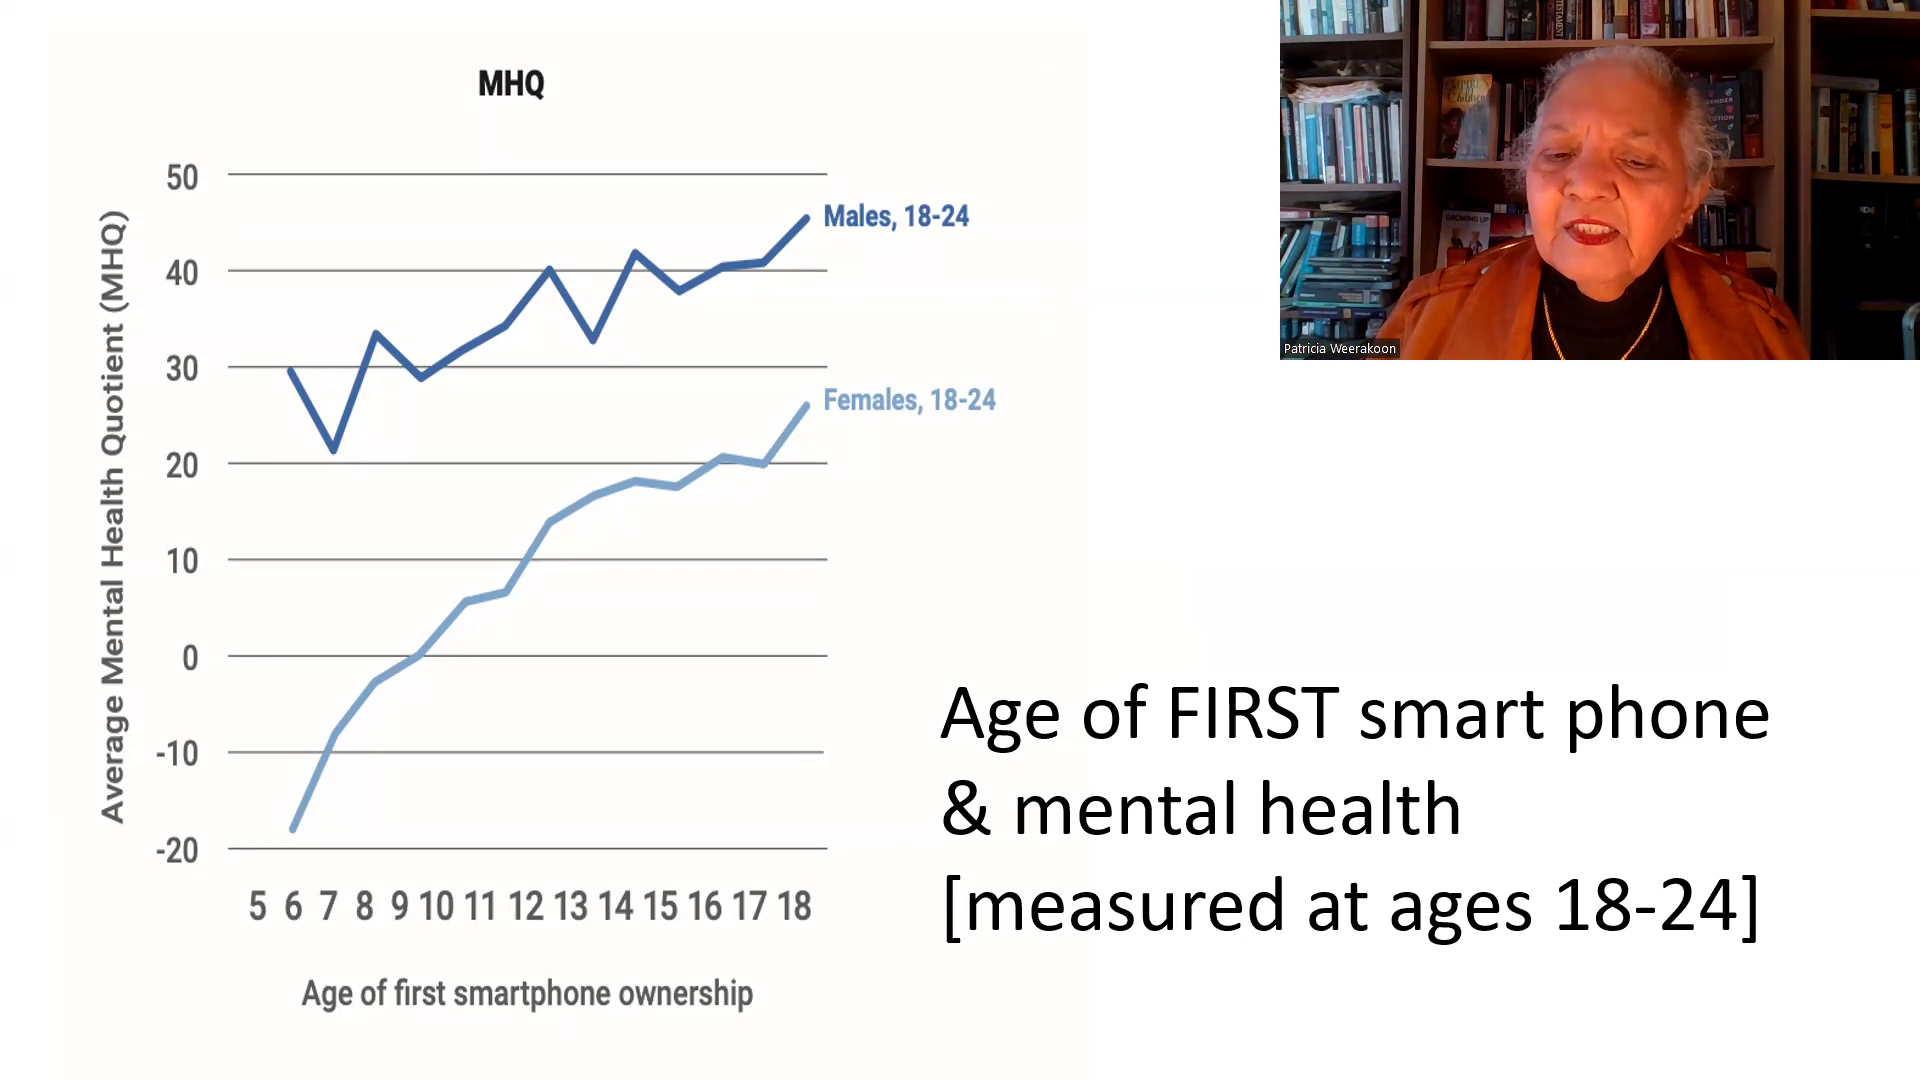 MHQ
50
40
30
20
10
0
-10
-20
Average Mental Health Quotient (MHQ)
Males, 18-24
Females, 18-24
5 6 7 8 9 10 11 12 13 14 15 16 17 18
Age of first smartphone ownership
Age of FIRST smart phone
& mental health
[measured at ages 18-24]
Patricia Weerakoon
GROWING UP